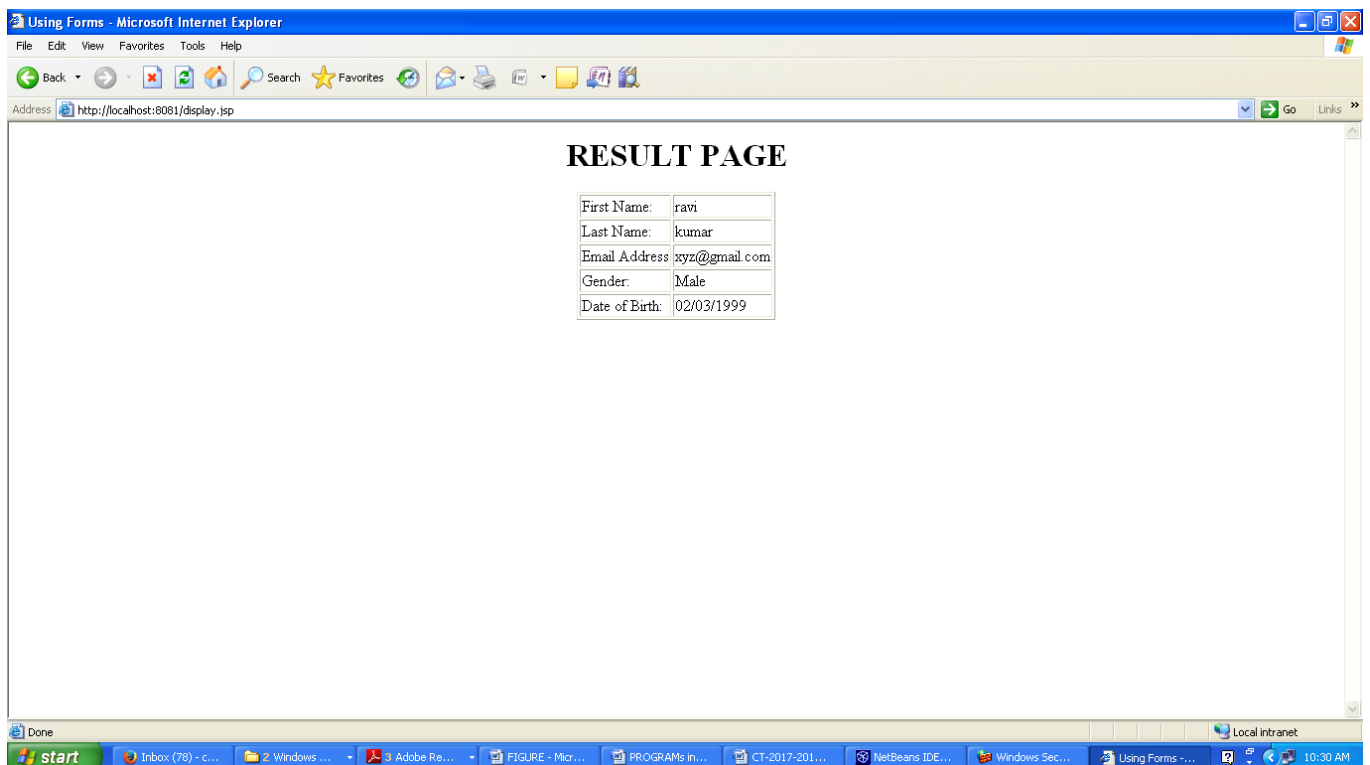 Using Forms - Microsoft Internet Explorer
File Edit View Favorites Tools Help
Back Search Favorites
Address http://localhost:8081/display.jsp Go Links »
RESULT PAGE
First Name: ravi
Last Name: kumar
Email Address xyz@gmail.com
Gender: Male
Date of Birth: 02/03/1999
Done Local intranet
start Inbox (78) - c... 2 Windows ... 3 Adobe Re... FIGURE - Micr... PROGRAMs in... CT-2017-201... NetBeans IDE... Windows Sec... Using Forms -... 10:30 AM